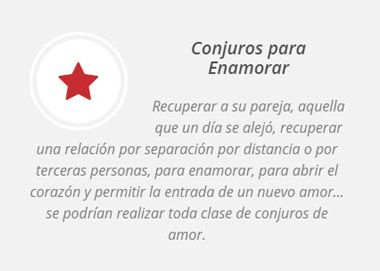 Conjuros para
Enamorar
Recuperar a su pareja, aquella
que un día se alejó, recuperar
una relación por separación por distancia o por
terceras personas, para enamorar, para abrir el
corazón y permitir la entrada de un nuevo amor...
se podrían realizar toda clase de conjuros de
amor.